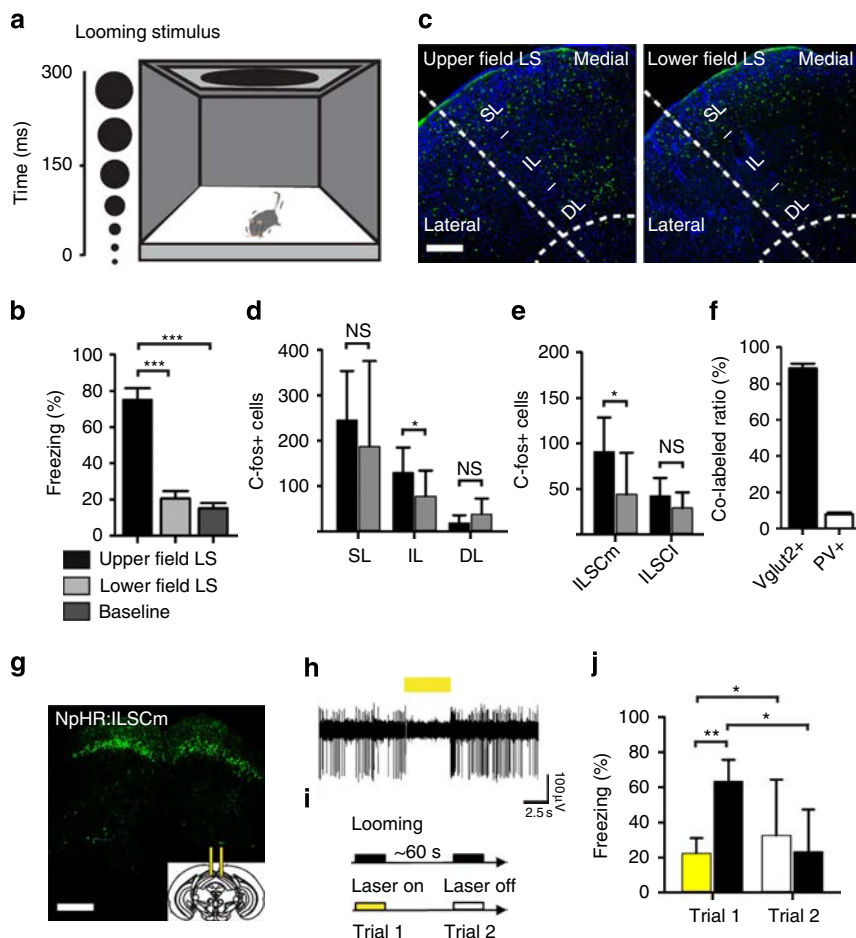 a
Looming stimulus
300
150
0
Time (ms)
c
Upper field LS Medial
SL
IL
DL
Lateral
Lower field LS Medial
SL
IL
DL
Lateral
b
***
***
100
80
60
40
20
0
Freezing (%)
Upper field LS
Lower field LS
Baseline
d
NS
*
NS
400
300
200
100
C-fos+ cells
SL IL DL
e
*
NS
200
150
100
50
0
C-fos+ cells
ILSCm
ILSCl
f
100
80
60
40
20
0
Co-labeled ratio (%)
Vglut2+
PV+
g
NpHR:ILSCm
h
100 µV
2.5 s
i
Looming
~60 s
Laser on Laser off
Trial 1 Trial 2
j
*
**
*
100
80
60
40
20
0
Freezing (%)
Trial 1 Trial 2